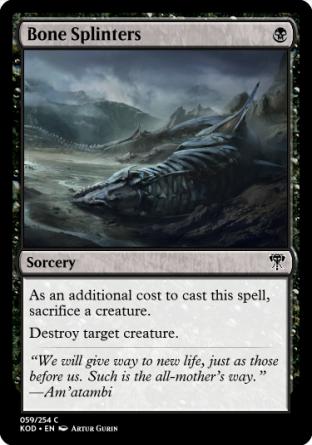 Bone Splinters
Sorcery
As an additional cost to cast this spell,
sacrifice a creature.
Destroy target creature.
“We will give way to new life, just as those
before us. Such is the all-mother’s way.”
—Am’atambi
059/254 C
KOD • EN Artur Gurin